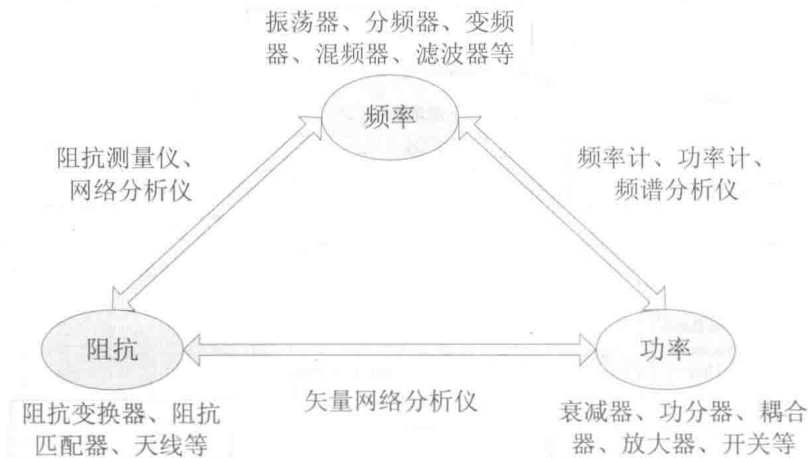 振荡器、分频器、变频
器、混频器、滤波器等
频率
阻抗测量仪、
网络分析仪
频率计、功率计、
频谱分析仪
阻抗
功率
矢量网络分析仪
阻抗变换器、阻抗
匹配器、天线等
衰减器、功分器、耦合
器、放大器、开关等